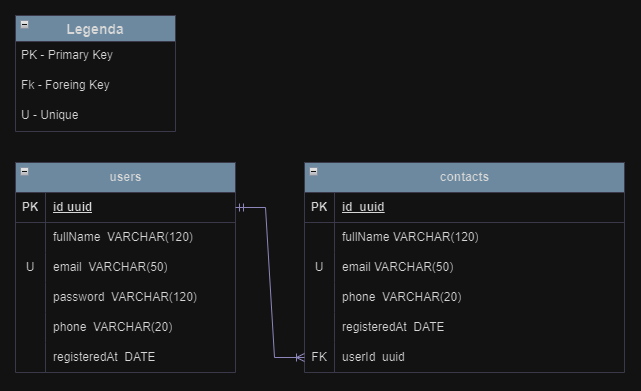 Legenda
PK - Primary Key
Fk - Foreing Key
U - Unique
users
PK id uuid
fullName VARCHAR(120)
U email VARCHAR(50)
password VARCHAR(120)
phone VARCHAR(20)
registeredAt DATE
contacts
PK id uuid
fullName VARCHAR(120)
U email VARCHAR(50)
phone VARCHAR(20)
registeredAt DATE
FK userId uuid